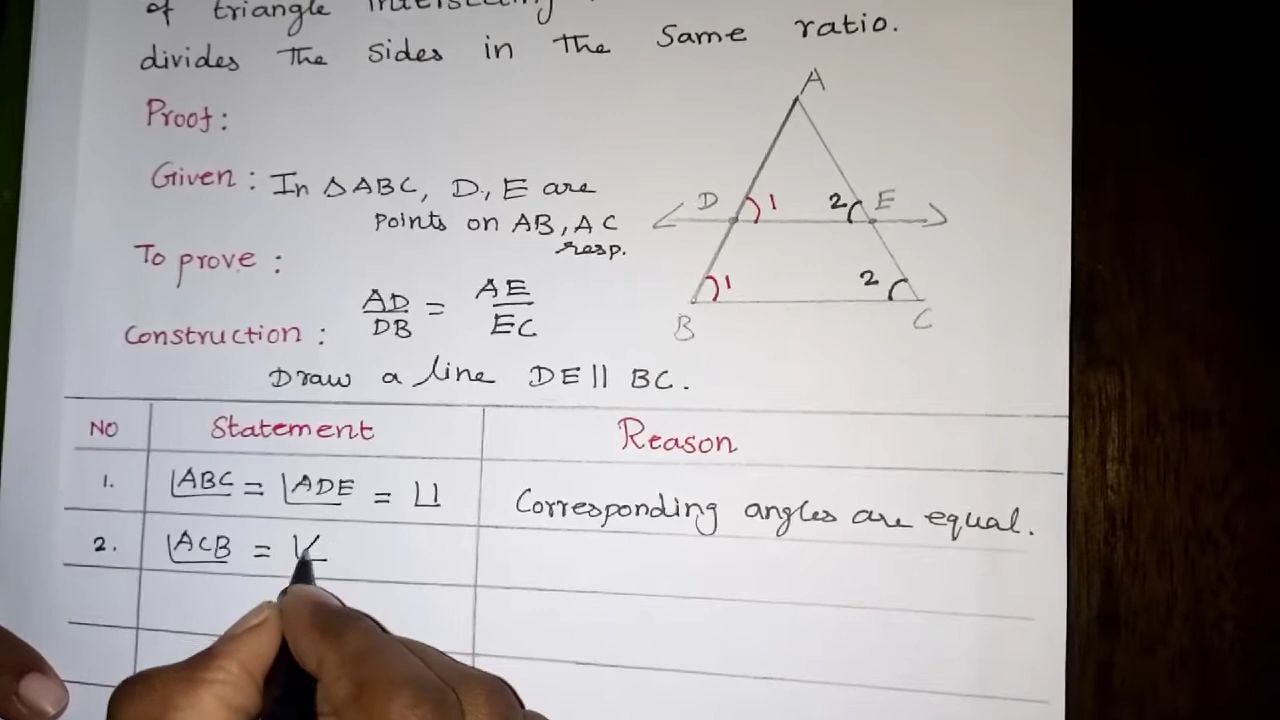 of triangle
divides the sides in the same ratio.
Proof:
Given: In △ABC, D, E are
points on AB, AC
resp.
To prove:
AD/DB = AE/EC
Construction:
Draw a line DE || BC.
A
D 1 2 E
1 2
B C
NO Statement Reason
1. ∠ABC = ∠ADE = ∠1 Corresponding angles are equal.
2. ∠ACB = ∠